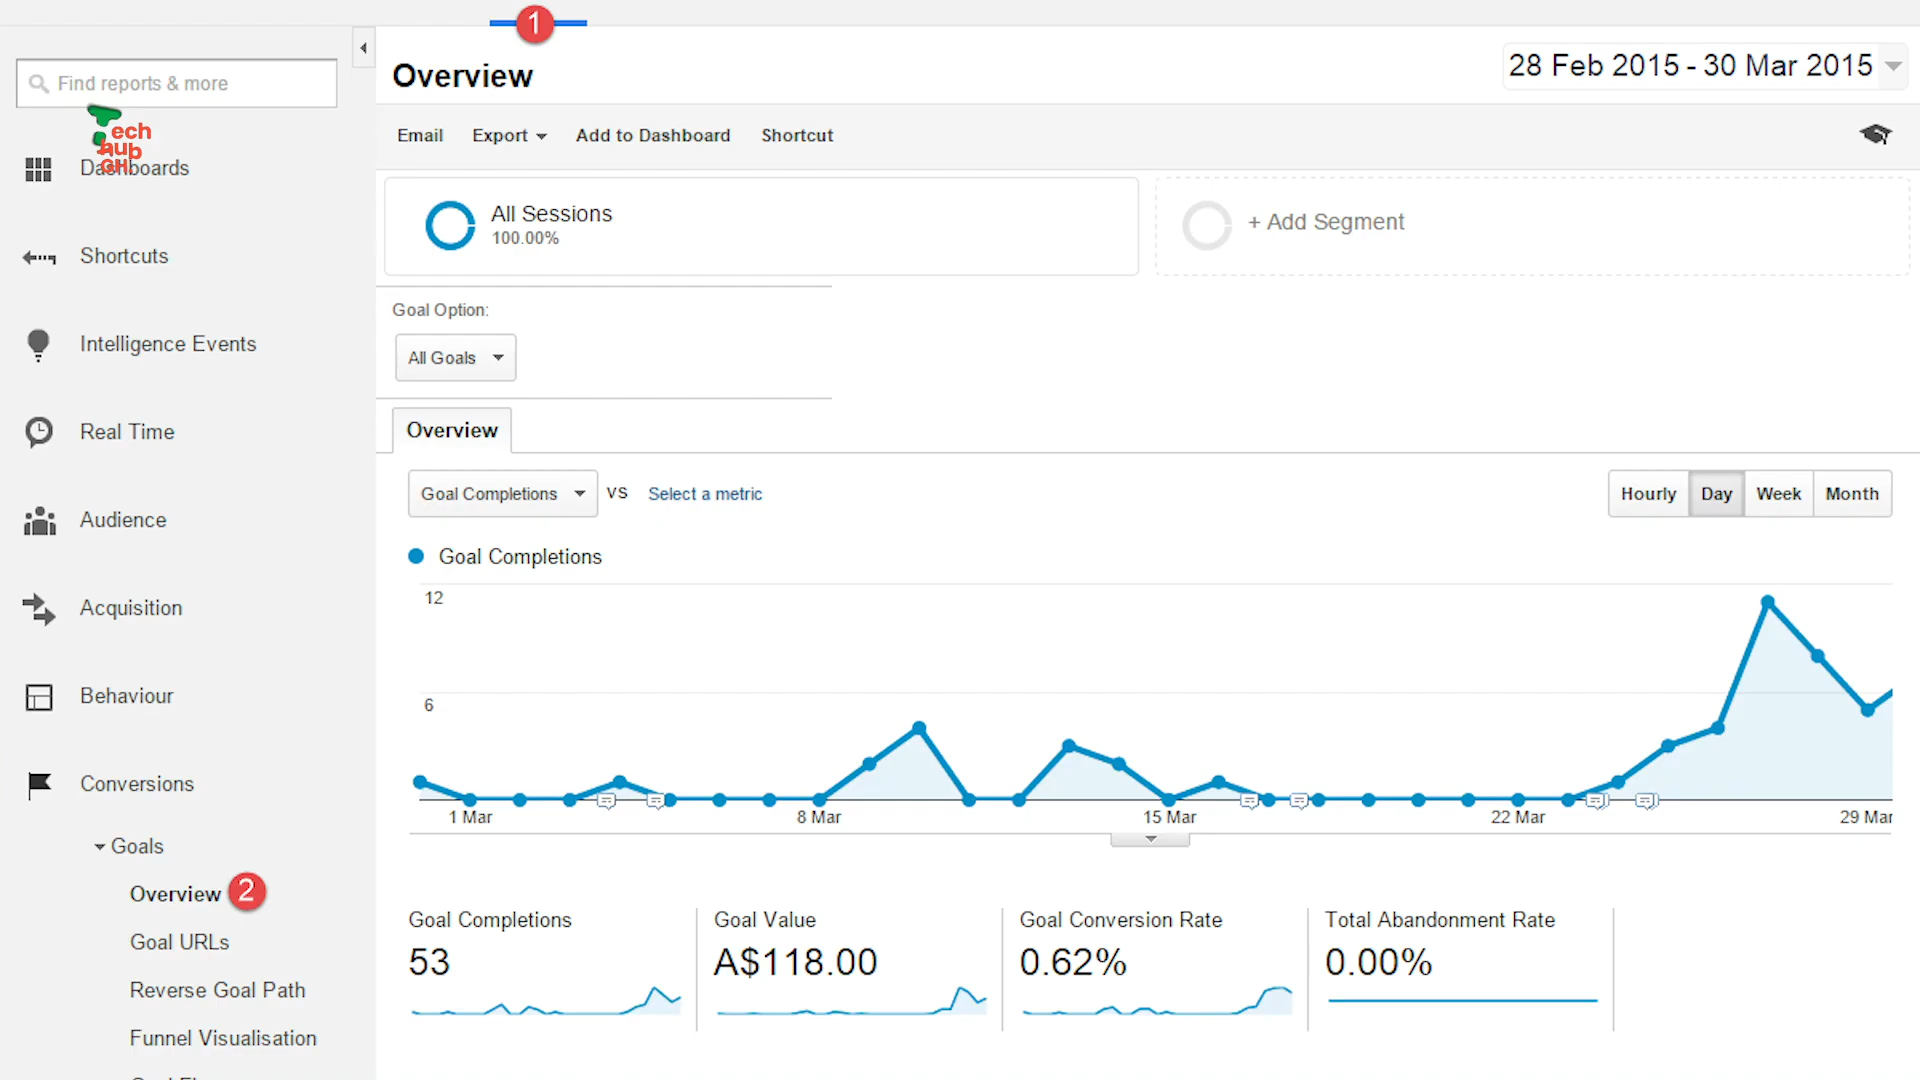 1
Find reports & more
Tech
Hub
GH
Dashboards
Shortcuts
Intelligence Events
Real Time
Audience
Acquisition
Behaviour
Conversions
Goals
Overview 2
Goal URLs
Reverse Goal Path
Funnel Visualisation
Overview
28 Feb 2015 - 30 Mar 2015
Email Export Add to Dashboard Shortcut
All Sessions
100.00%
+ Add Segment
Goal Option:
All Goals
Overview
Goal Completions VS Select a metric
Hourly Day Week Month
Goal Completions
12
6
1 Mar 8 Mar 15 Mar 22 Mar 29 Mar
Goal Completions
53
Goal Value
A$118.00
Goal Conversion Rate
0.62%
Total Abandonment Rate
0.00%